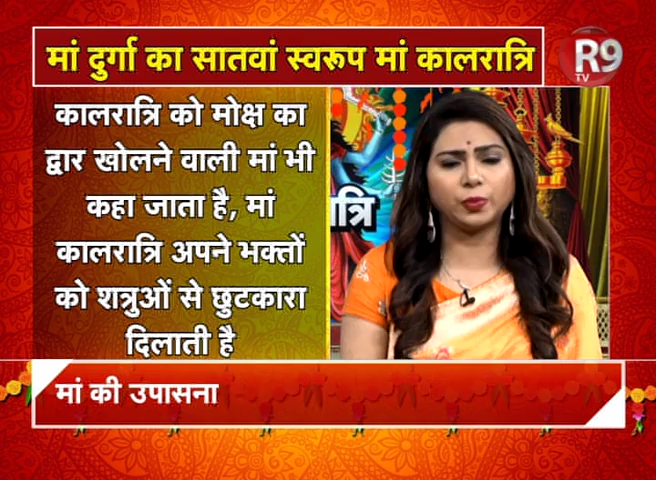 मां दुर्गा का सातवां स्वरूप मां कालरात्रि
R9
TV
कालरात्रि को मोक्ष का
द्वार खोलने वाली मां भी
कहा जाता है, मां
कालरात्रि अपने भक्तों
को शत्रुओं से छुटकारा
दिलाती है
त्रि
मां की उपासना